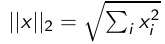 ||x||₂ = √∑ᵢ xᵢ²